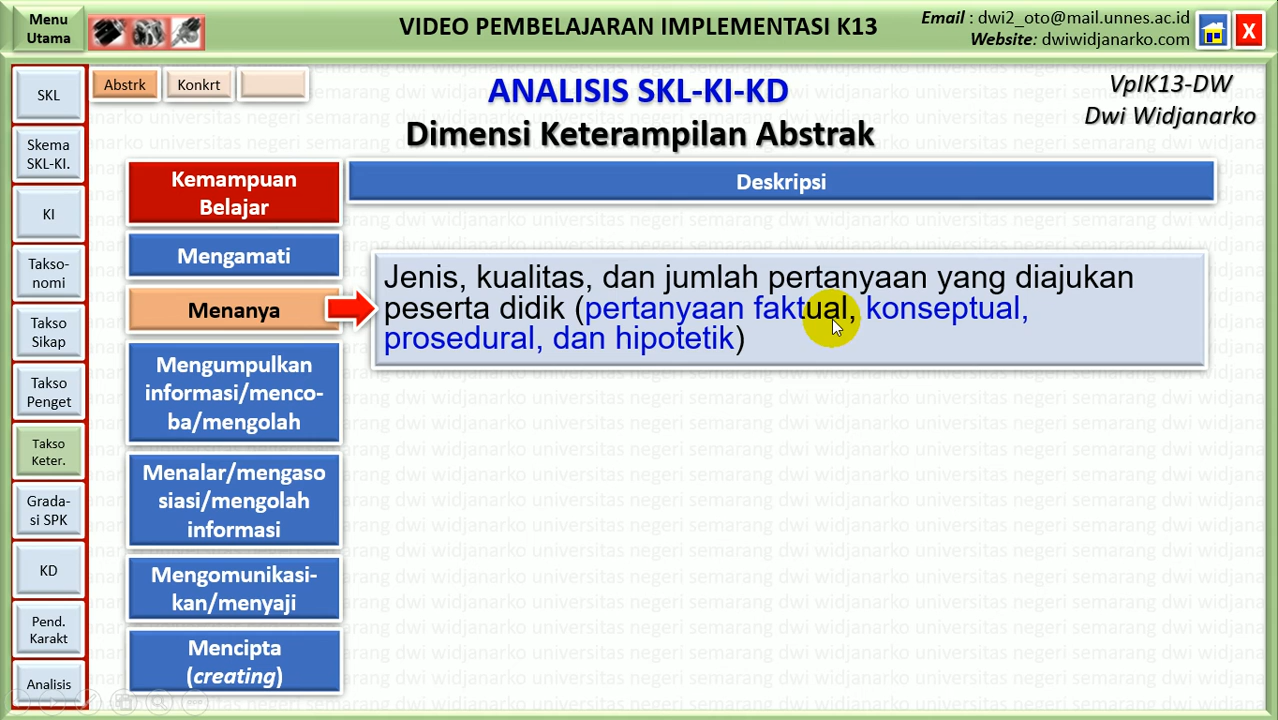 Menu
Utama
VIDEO PEMBELAJARAN IMPLEMENTASI K13
Email : dwi2_oto@mail.unnes.ac.id
Website: dwiwidjanarko.com
X
SKL
Skema
SKL-KI.
KI
Takso-
nomi
Takso
Sikap
Takso
Penget
Takso
Keter.
Grada-
si SPK
KD
Pend.
Karakt
Analisis
Abstrk
Konkrt
ANALISIS SKL-KI-KD
Dimensi Keterampilan Abstrak
VpIK13-DW
Dwi Widjanarko
Kemampuan
Belajar
Deskripsi
Mengamati
Menanya
Jenis, kualitas, dan jumlah pertanyaan yang diajukan
peserta didik (pertanyaan faktual, konseptual,
prosedural, dan hipotetik)
Mengumpulkan
informasi/menco-
ba/mengolah
Menalar/mengaso
siasi/mengolah
informasi
Mengomunikasi-
kan/menyaji
Mencipta
(creating)